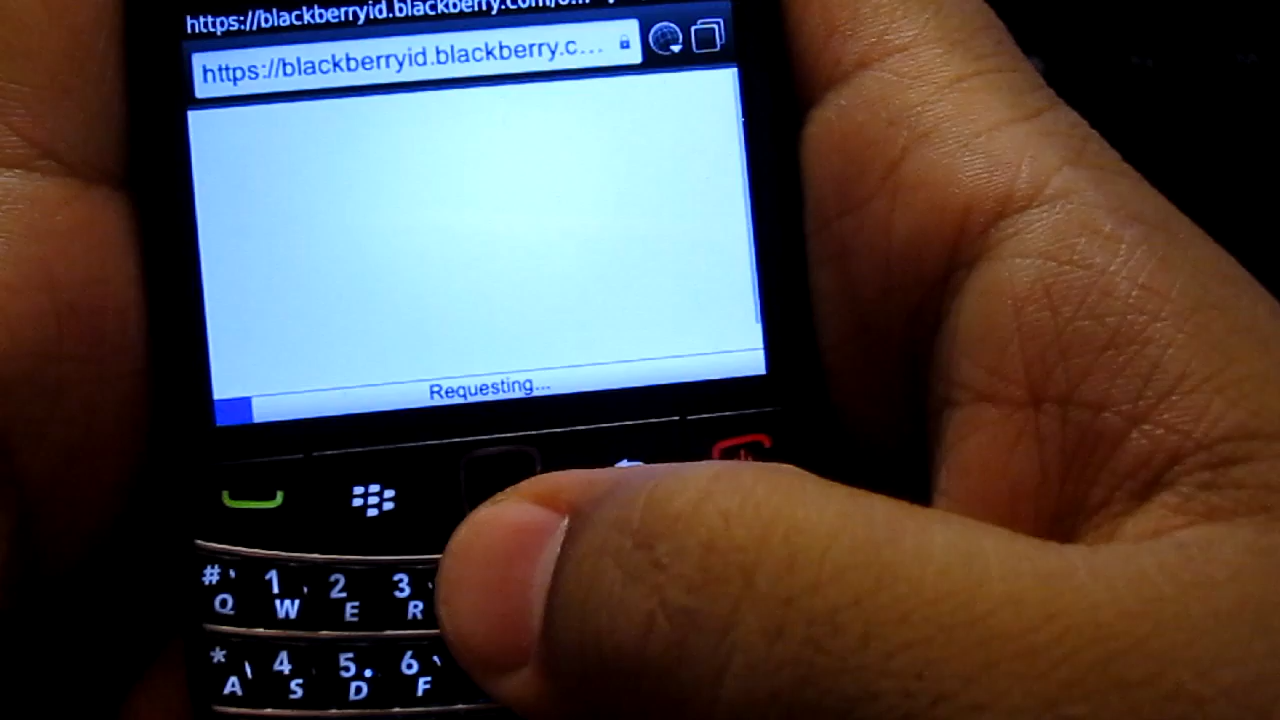 https://blackberryid.blackberry.com/
https://blackberryid.blackberry.c...
Requesting...
# 1 2 3
Q W E R
* 4 5 6
A S D F